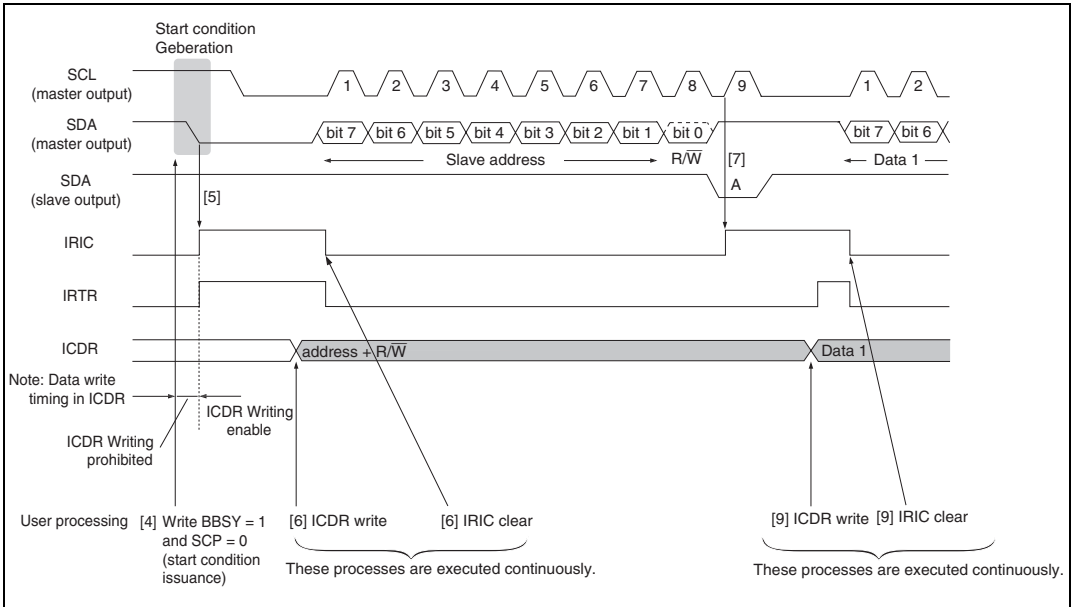 Start condition
Geberation
SCL
(master output)
1 2 3 4 5 6 7 8 9 1 2
SDA
(master output)
bit 7 bit 6 bit 5 bit 4 bit 3 bit 2 bit 1 bit 0 bit 7 bit 6
Slave address R/W [7] Data 1
SDA
(slave output)
[5]
A
IRIC
IRTR
ICDR
address + R/W
Data 1
Note: Data write
timing in ICDR
ICDR Writing
enable
ICDR Writing
prohibited
User processing
[4] Write BBSY = 1
and SCP = 0
(start condition
issuance)
[6] ICDR write
[6] IRIC clear
These processes are executed continuously.
[9] ICDR write
[9] IRIC clear
These processes are executed continuously.